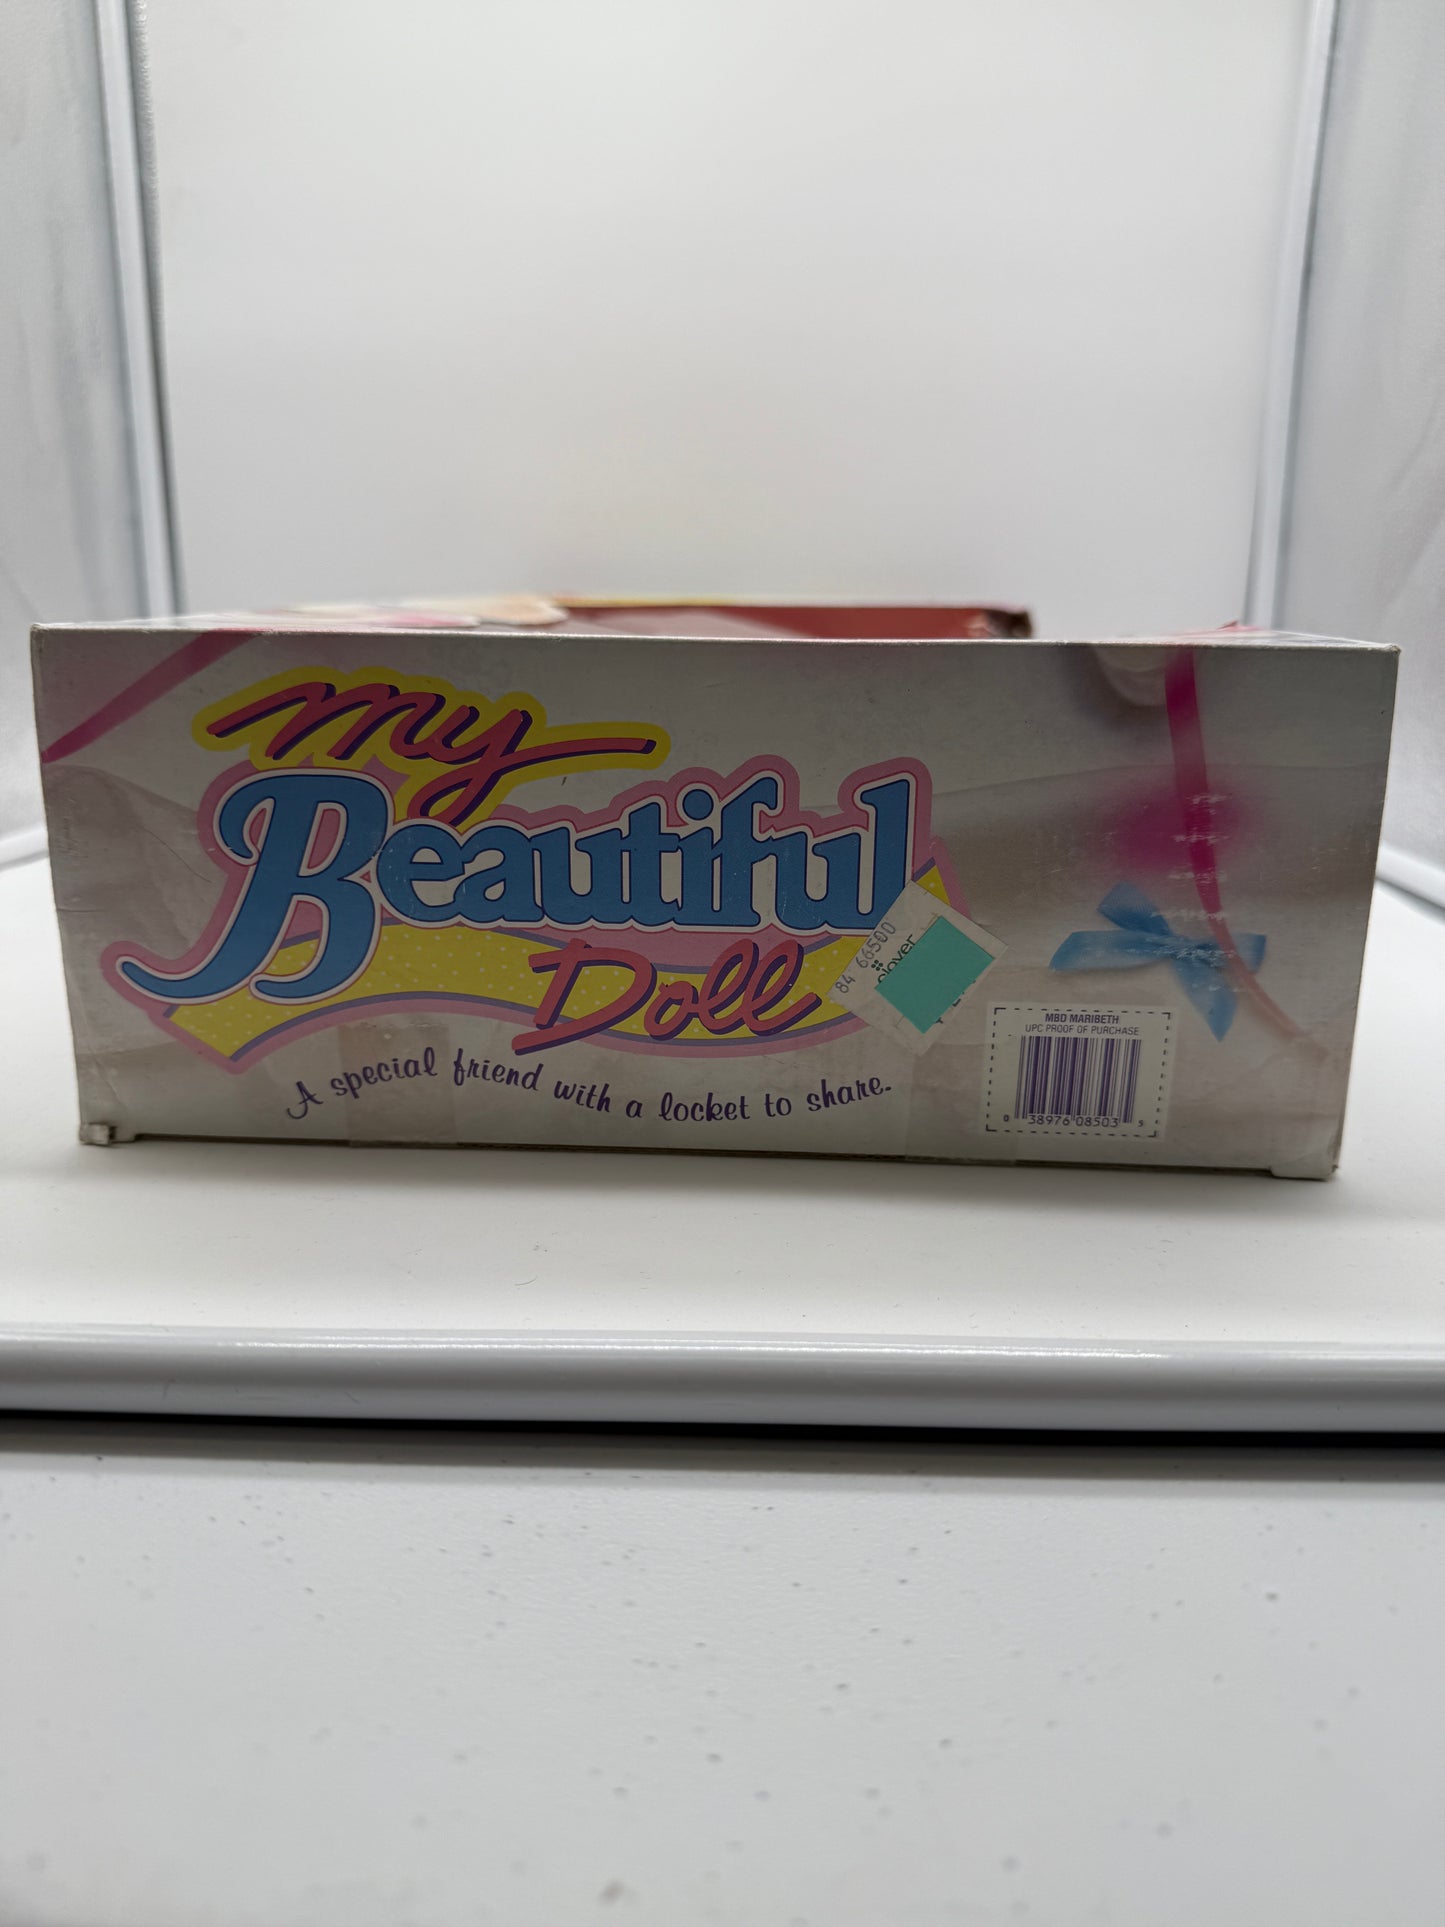 my
Beautiful
Doll
A special friend with a locket to share.
84 66500
clover
MBD MARIBETH
UPC PROOF OF PURCHASE
0 38976 08503 5